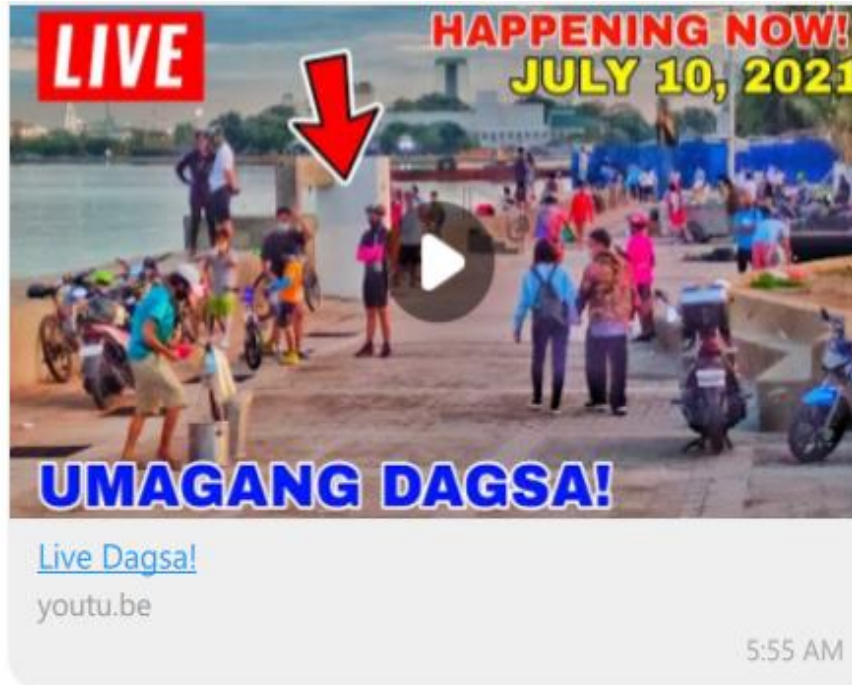 LIVE
HAPPENING NOW!
JULY 10, 2021
UMAGANG DAGSA!
Live Dagsa!
youtu.be
5:55 AM